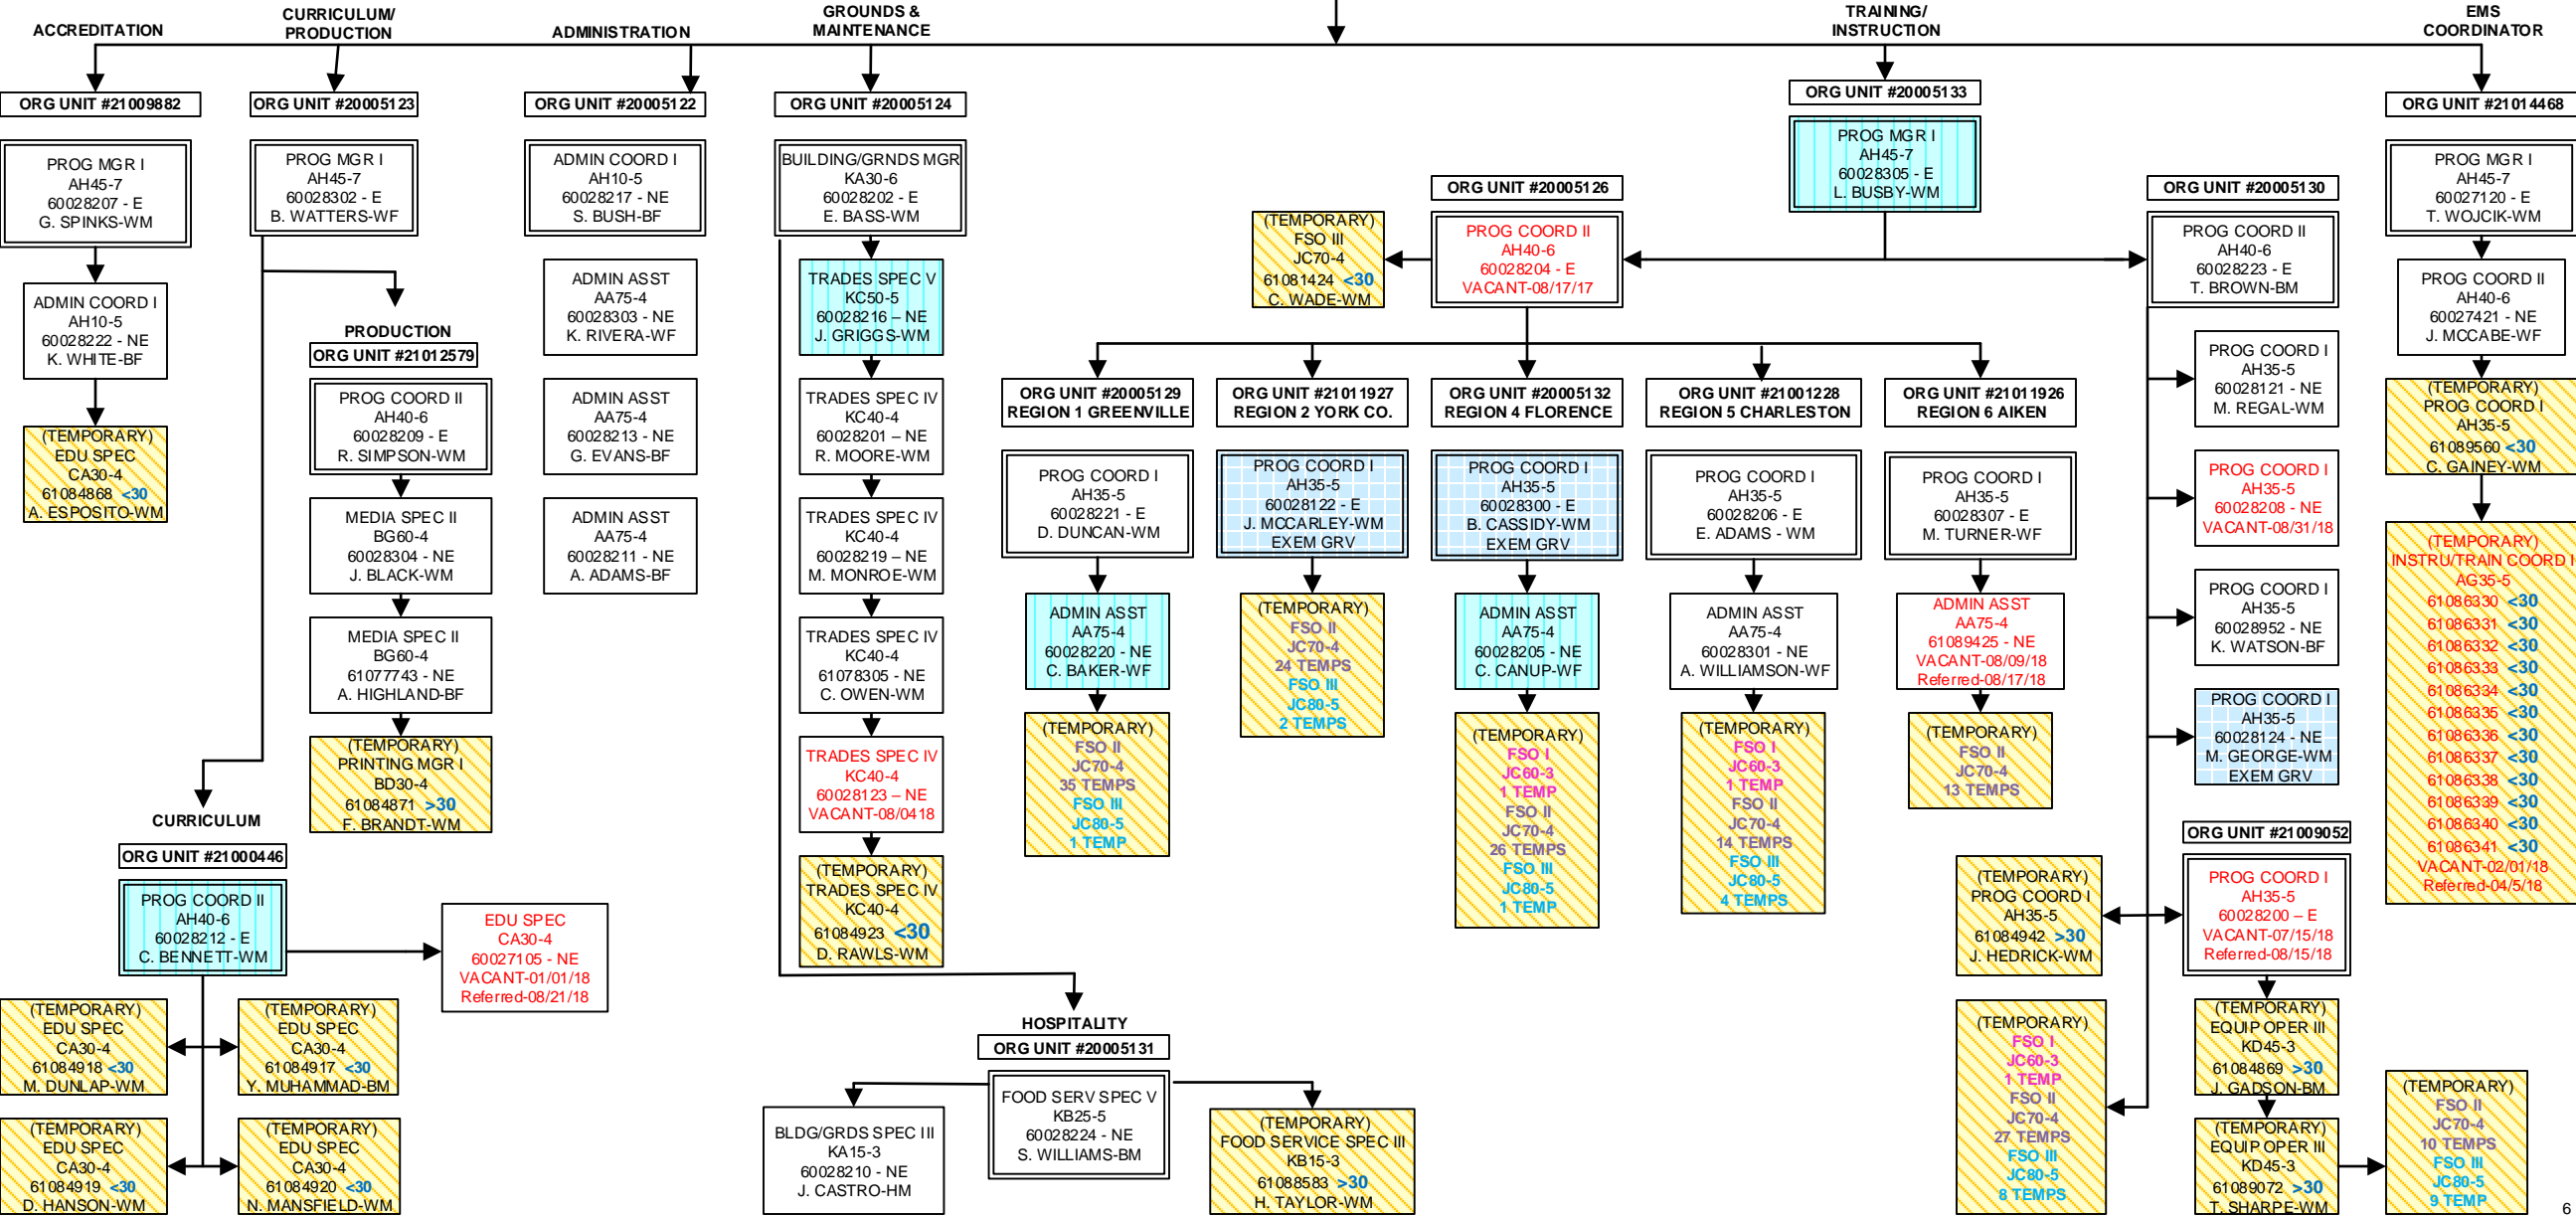 ACCREDITATION
CURRICULUM/
PRODUCTION
ADMINISTRATION
GROUNDS &
MAINTENANCE
TRAINING/
INSTRUCTION
EMS
COORDINATOR
ORG UNIT #21009882
PROG MGR I
AH45-7
60028207 - E
G. SPINKS-WM
ADMIN COORD I
AH10-5
60028222 - NE
K. WHITE-BF
(TEMPORARY)
EDU SPEC
CA30-4
61084868 <30
A. ESPOSITO-WM
ORG UNIT #20005123
PROG MGR I
AH45-7
60028302 - E
B. WATTERS-WF
PRODUCTION
ORG UNIT #21012579
PROG COORD II
AH40-6
60028209 - E
R. SIMPSON-WM
MEDIA SPEC II
BG60-4
60028304 - NE
J. BLACK-WM
MEDIA SPEC II
BG60-4
61077743 - NE
A. HIGHLAND-BF
(TEMPORARY)
PRINTING MGR I
BD30-4
61084871 >30
F. BRANDT-WM
CURRICULUM
ORG UNIT #21000446
PROG COORD II
AH40-6
60028212 - E
C. BENNETT-WM
EDU SPEC
CA30-4
60027105 - NE
VACANT-01/01/18
Referred-08/21/18
(TEMPORARY)
EDU SPEC
CA30-4
61084918 <30
M. DUNLAP-WM
(TEMPORARY)
EDU SPEC
CA30-4
61084917 <30
Y. MUHAMMAD-BM
(TEMPORARY)
EDU SPEC
CA30-4
61084919 <30
D. HANSON-WM
(TEMPORARY)
EDU SPEC
CA30-4
61084920 <30
N. MANSFIELD-WM
ORG UNIT #20005122
ADMIN COORD I
AH10-5
60028217 - NE
S. BUSH-BF
ADMIN ASST
AA75-4
60028303 - NE
K. RIVERA-WF
ADMIN ASST
AA75-4
60028213 - NE
G. EVANS-BF
ADMIN ASST
AA75-4
60028211 - NE
A. ADAMS-BF
ORG UNIT #20005124
BUILDING/GRNDS MGR
KA30-6
60028202 - E
E. BASS-WM
TRADES SPEC V
KC50-5
60028216 – NE
J. GRIGGS-WM
TRADES SPEC IV
KC40-4
60028201 – NE
R. MOORE-WM
TRADES SPEC IV
KC40-4
60028219 – NE
M. MONROE-WM
TRADES SPEC IV
KC40-4
61078305 – NE
C. OWEN-WM
TRADES SPEC IV
KC40-4
60028123 – NE
VACANT-08/0418
(TEMPORARY)
TRADES SPEC IV
KC40-4
61084923 <30
D. RAWLS-WM
HOSPITALITY
ORG UNIT #20005131
FOOD SERV SPEC V
KB25-5
60028224 - NE
S. WILLIAMS-BM
BLDG/GRDS SPEC III
KA15-3
60028210 - NE
J. CASTRO-HM
(TEMPORARY)
FOOD SERVICE SPEC III
KB15-3
61088583 >30
H. TAYLOR-WM
ORG UNIT #20005133
PROG MGR I
AH45-7
60028305 - E
L. BUSBY-WM
ORG UNIT #20005126
PROG COORD II
AH40-6
60028204 - E
VACANT-08/17/17
(TEMPORARY)
FSO III
JC70-4
61081424 <30
C. WADE-WM
ORG UNIT #20005129
REGION 1 GREENVILLE
PROG COORD I
AH35-5
60028221 - E
D. DUNCAN-WM
ADMIN ASST
AA75-4
60028220 - NE
C. BAKER-WF
(TEMPORARY)
FSO II
JC70-4
35 TEMPS
FSO III
JC80-5
1 TEMP
ORG UNIT #21011927
REGION 2 YORK CO.
PROG COORD I
AH35-5
60028122 - E
J. MCCARLEY-WM
EXEM GRV
(TEMPORARY)
FSO II
JC70-4
24 TEMPS
FSO III
JC80-5
2 TEMPS
ORG UNIT #20005132
REGION 4 FLORENCE
PROG COORD I
AH35-5
60028300 - E
B. CASSIDY-WM
EXEM GRV
ADMIN ASST
AA75-4
60028205 - NE
C. CANUP-WF
(TEMPORARY)
FSO I
JC60-3
1 TEMP
FSO II
JC70-4
26 TEMPS
FSO III
JC80-5
1 TEMP
ORG UNIT #21001228
REGION 5 CHARLESTON
PROG COORD I
AH35-5
60028206 - E
E. ADAMS - WM
ADMIN ASST
AA75-4
60028301 - NE
A. WILLIAMSON-WF
(TEMPORARY)
FSO I
JC60-3
1 TEMP
FSO II
JC70-4
14 TEMPS
FSO III
JC80-5
4 TEMPS
ORG UNIT #21011926
REGION 6 AIKEN
PROG COORD I
AH35-5
60028307 - E
M. TURNER-WF
ADMIN ASST
AA75-4
61089425 - NE
VACANT-08/09/18
Referred-08/17/18
(TEMPORARY)
FSO II
JC70-4
13 TEMPS
ORG UNIT #20005130
PROG COORD II
AH40-6
60028223 - E
T. BROWN-BM
PROG COORD I
AH35-5
60028121 - NE
M. REGAL-WM
PROG COORD I
AH35-5
60028208 - NE
VACANT-08/31/18
PROG COORD I
AH35-5
60028952 - NE
K. WATSON-BF
PROG COORD I
AH35-5
60028124 - NE
M. GEORGE-WM
EXEM GRV
ORG UNIT #21009052
PROG COORD I
AH35-5
60028200 – E
VACANT-07/15/18
Referred-08/15/18
(TEMPORARY)
PROG COORD I
AH35-5
61084942 >30
J. HEDRICK-WM
(TEMPORARY)
FSO I
JC60-3
1 TEMP
FSO II
JC70-4
27 TEMPS
FSO III
JC80-5
8 TEMPS
(TEMPORARY)
EQUIP OPER III
KD45-3
61084869 >30
J. GADSON-BM
(TEMPORARY)
EQUIP OPER III
KD45-3
61089072 >30
T. SHARPE-WM
(TEMPORARY)
FSO II
JC70-4
10 TEMPS
FSO III
JC80-5
9 TEMP
ORG UNIT #21014468
PROG MGR I
AH45-7
60027120 - E
T. WOJCIK-WM
PROG COORD II
AH40-6
60027421 - NE
J. MCCABE-WF
(TEMPORARY)
PROG COORD I
AH35-5
61089560 <30
C. GAINEY-WM
(TEMPORARY)
INSTRU/TRAIN COORD I
AG35-5
61086330 <30
61086331 <30
61086332 <30
61086333 <30
61086334 <30
61086335 <30
61086336 <30
61086337 <30
61086338 <30
61086339 <30
61086340 <30
61086341 <30
VACANT-02/01/18
Referred-04/5/18
6